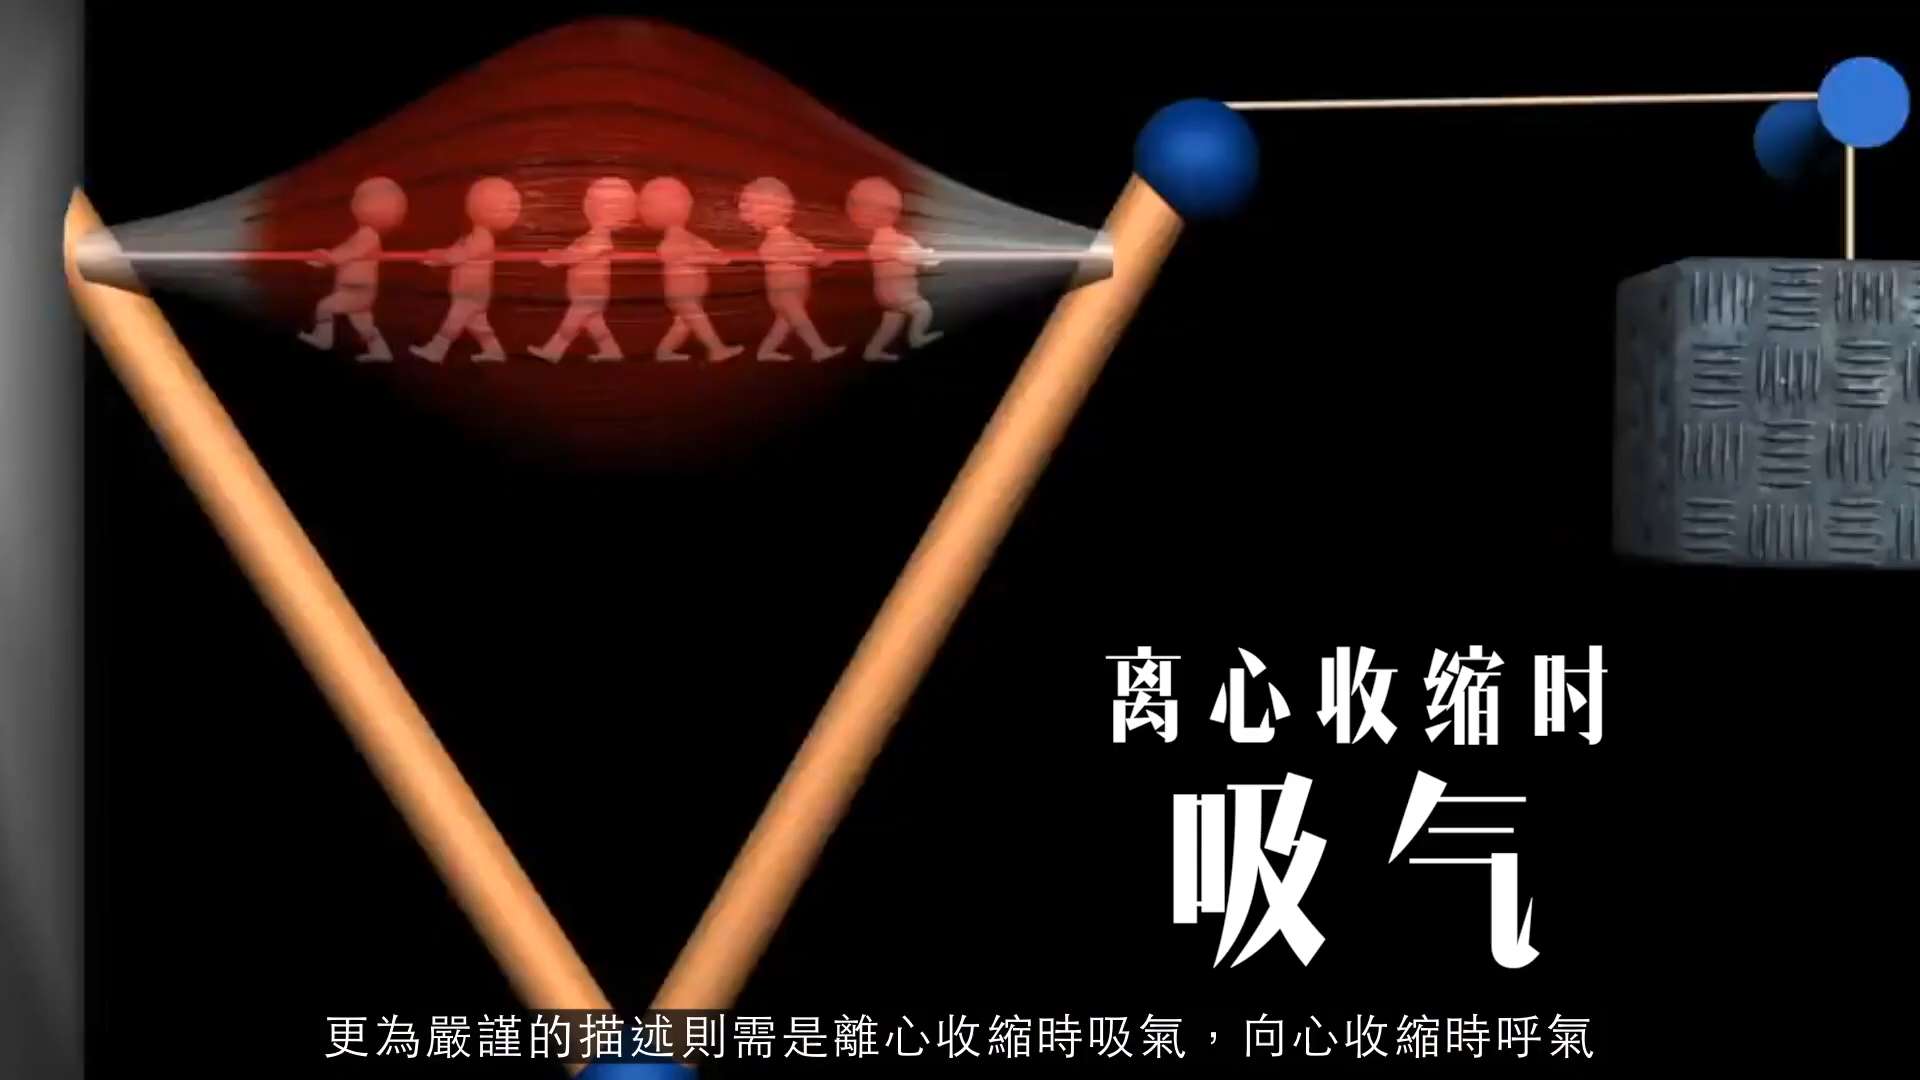 离心收缩时
吸气
更為嚴謹的描述則需是離心收縮時吸氣，向心收縮時呼氣